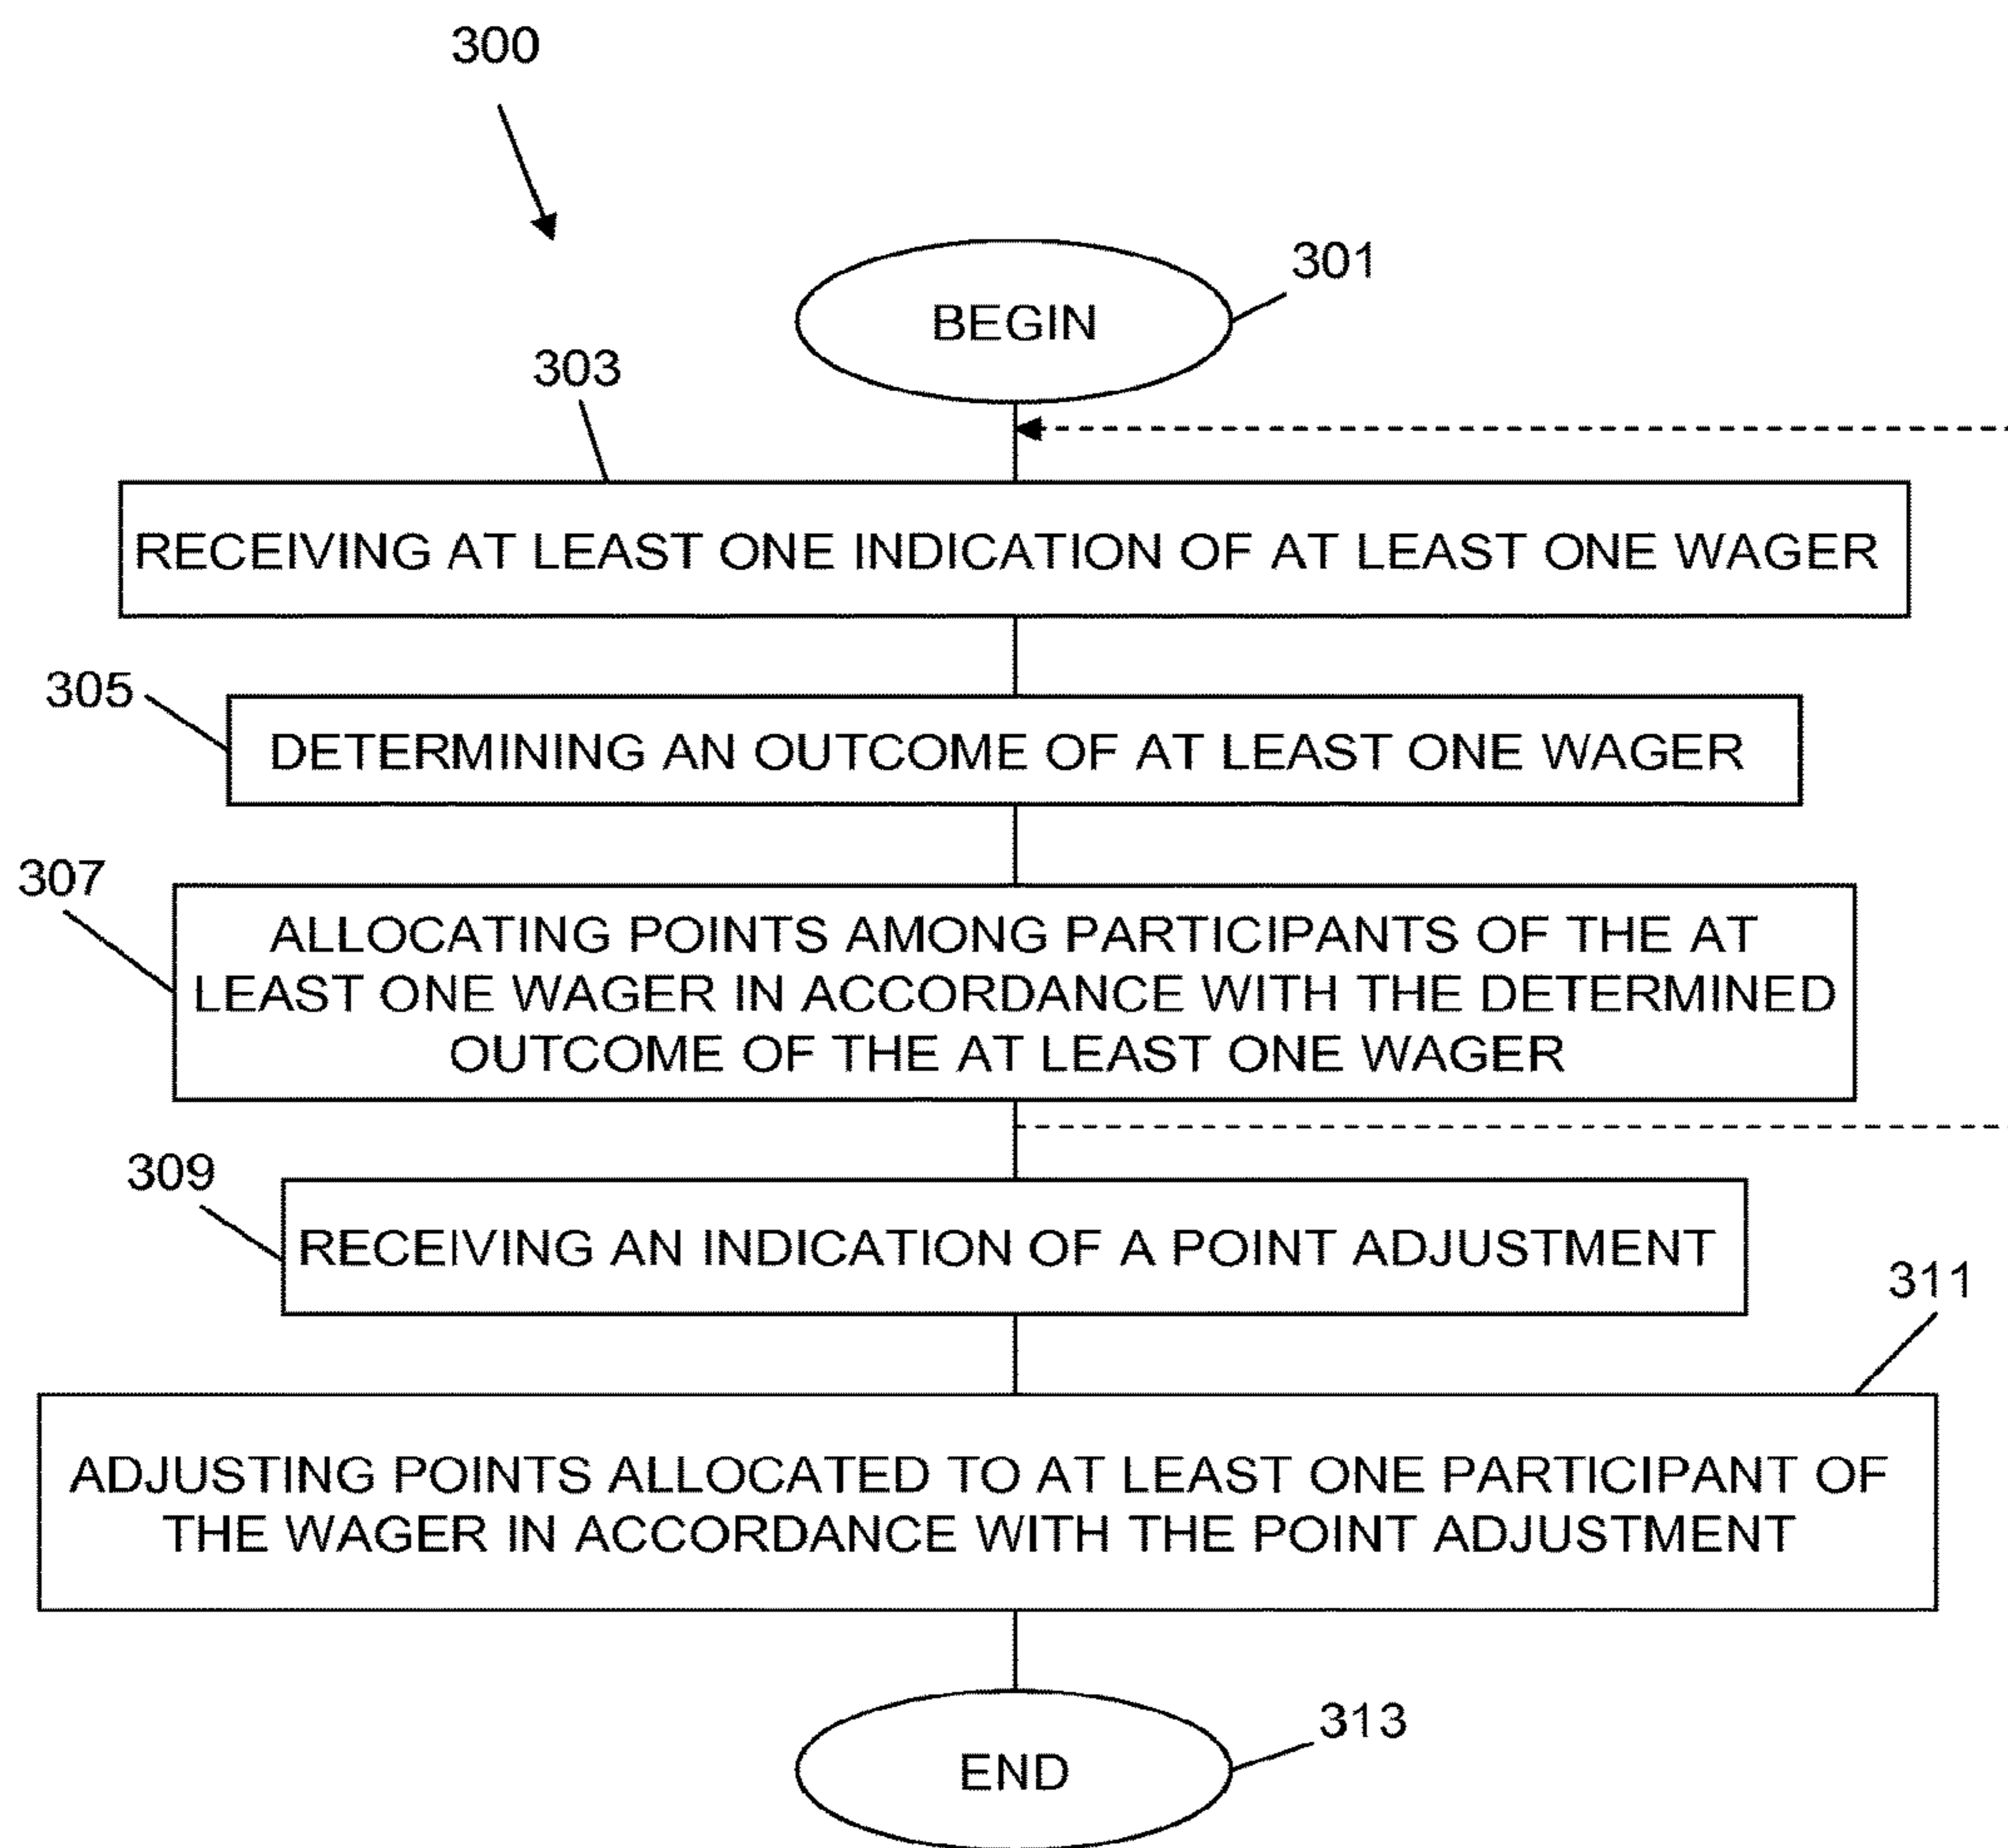 300
301
BEGIN
303
RECEIVING AT LEAST ONE INDICATION OF AT LEAST ONE WAGER
305
DETERMINING AN OUTCOME OF AT LEAST ONE WAGER
307
ALLOCATING POINTS AMONG PARTICIPANTS OF THE AT
LEAST ONE WAGER IN ACCORDANCE WITH THE DETERMINED
OUTCOME OF THE AT LEAST ONE WAGER
309
RECEIVING AN INDICATION OF A POINT ADJUSTMENT
311
ADJUSTING POINTS ALLOCATED TO AT LEAST ONE PARTICIPANT OF
THE WAGER IN ACCORDANCE WITH THE POINT ADJUSTMENT
313
END